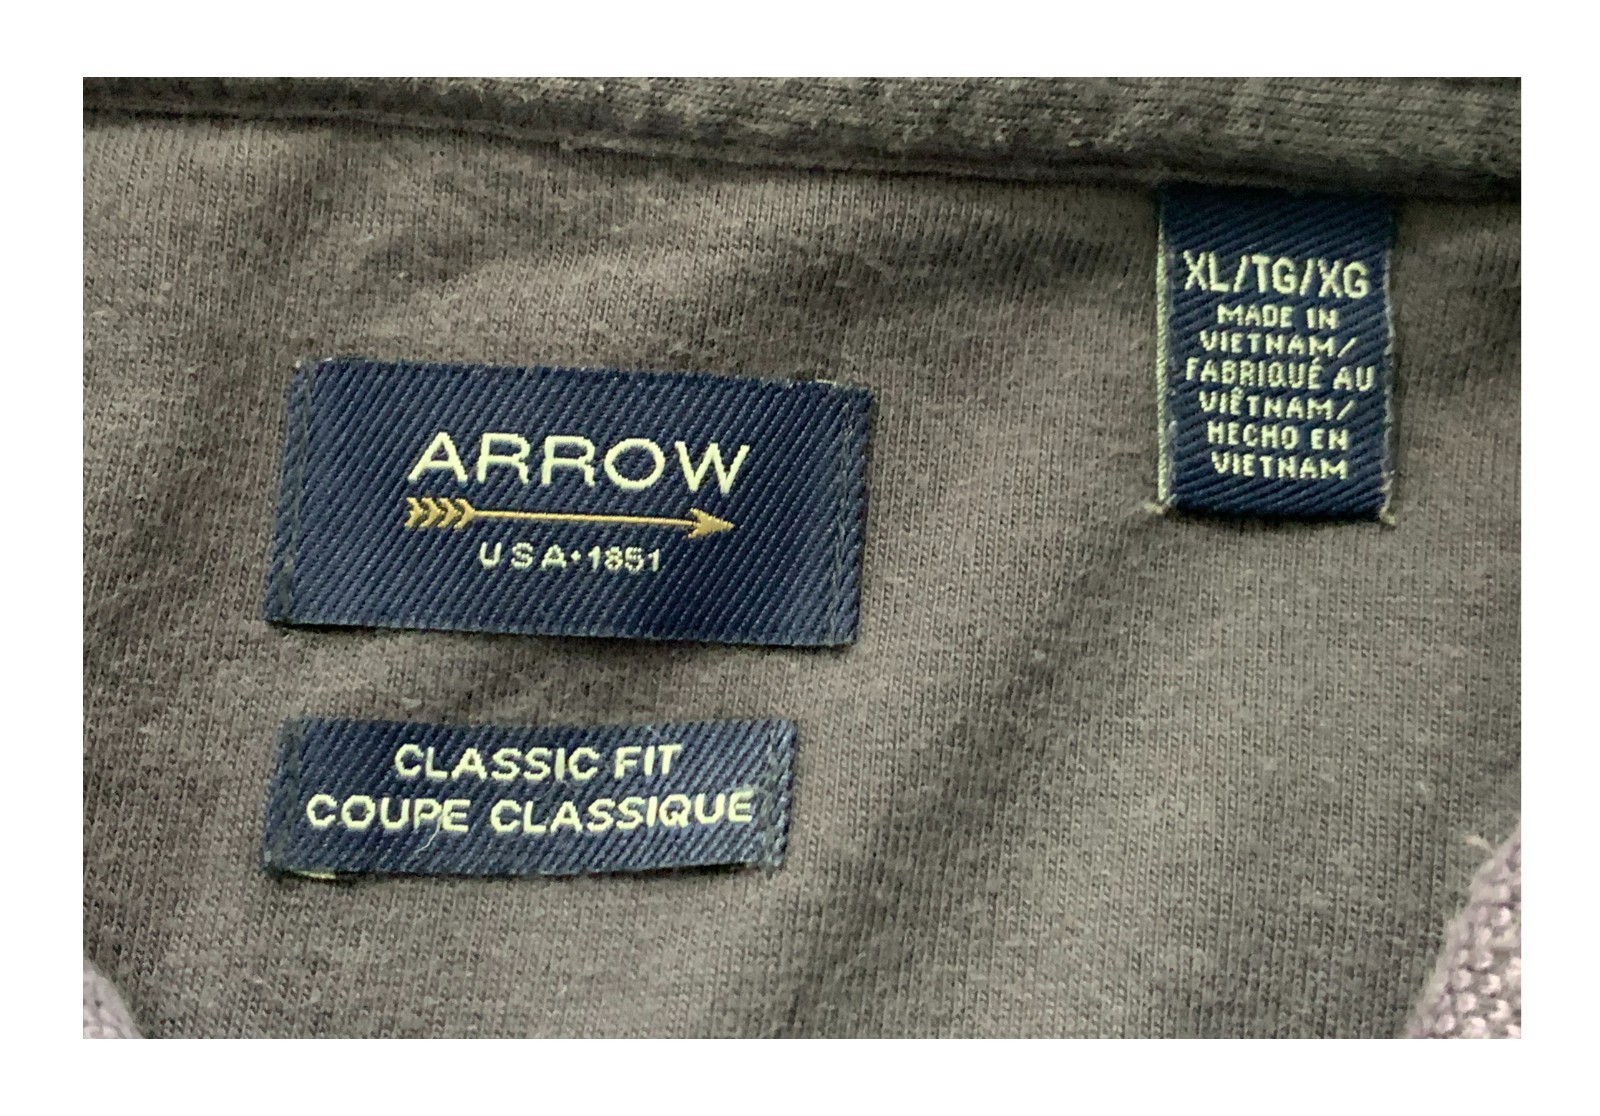 ARROW
USA•1851
CLASSIC FIT
COUPE CLASSIQUE
XL/TG/XG
MADE IN
VIETNAM/
FABRIQUÉ AU
VIÊTNAM/
HECHO EN
VIETNAM